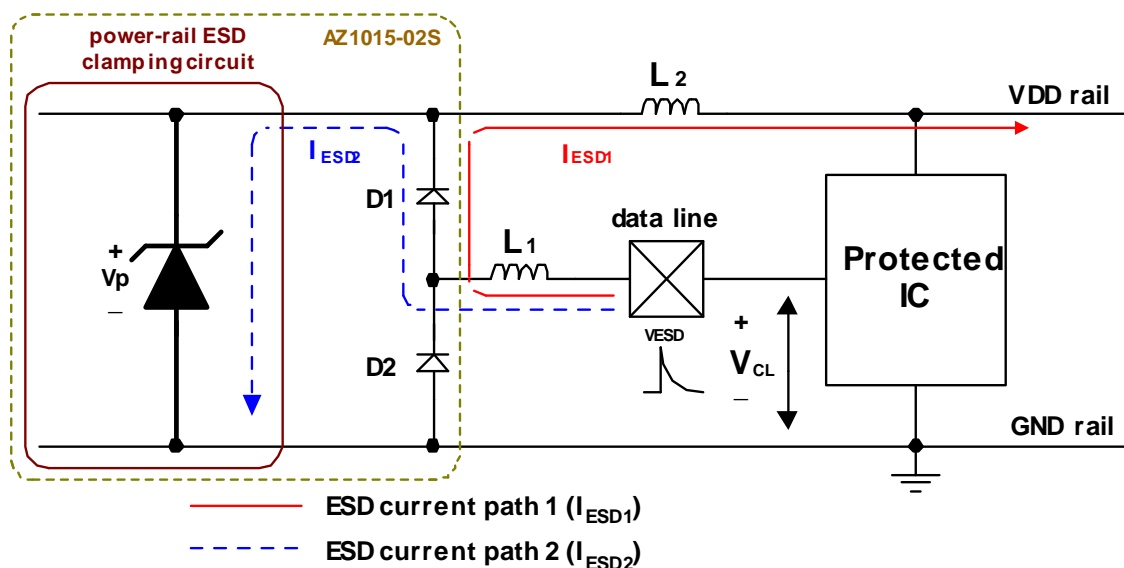 power-rail ESD
clamping circuit
AZ1015-02S
L2
VDD rail
IESD2
IESD1
D1
data line
L1
Protected
IC
+
Vp
_
VESD
+
VCL
_
D2
GND rail
ESD current path 1 (IESD1)
ESD current path 2 (IESD2)